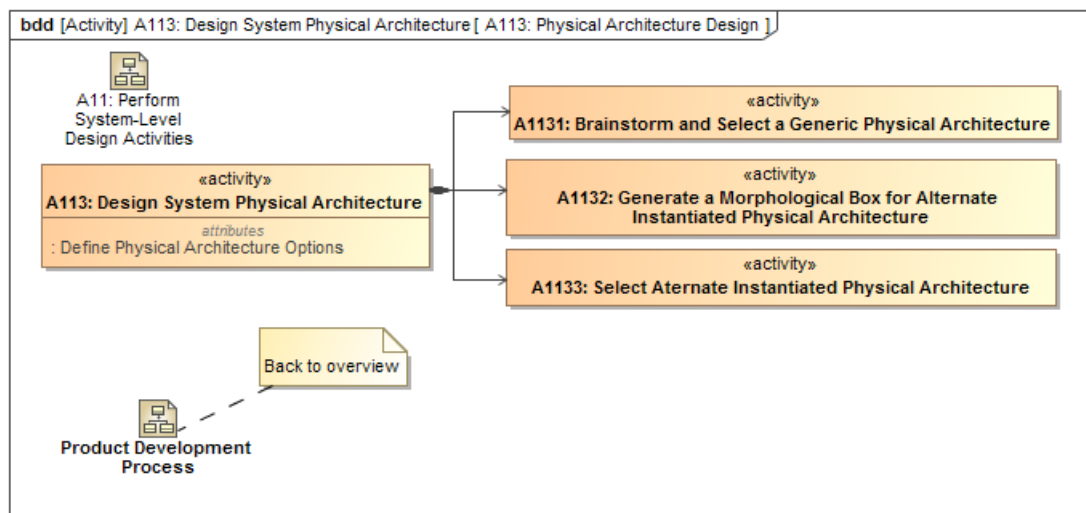 bdd [Activity] A113: Design System Physical Architecture [ A113: Physical Architecture Design ]
A11: Perform
System-Level
Design Activities
«activity»
A113: Design System Physical Architecture
attributes
: Define Physical Architecture Options
«activity»
A1131: Brainstorm and Select a Generic Physical Architecture
«activity»
A1132: Generate a Morphological Box for Alternate
Instantiated Physical Architecture
«activity»
A1133: Select Aternate Instantiated Physical Architecture
Back to overview
Product Development
Process